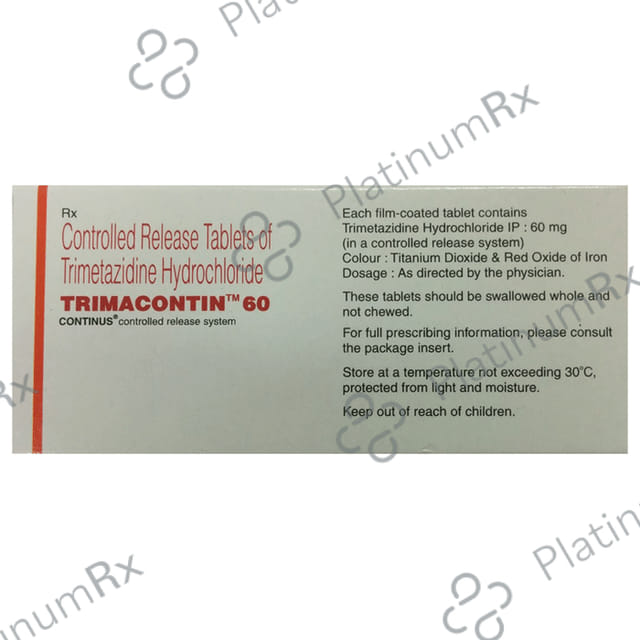 Rx
Controlled Release Tablets of
Trimetazidine Hydrochloride
TRIMACONTIN™ 60
CONTINUS® controlled release system
Each film-coated tablet contains
Trimetazidine Hydrochloride IP : 60 mg
(in a controlled release system)
Colour : Titanium Dioxide & Red Oxide of Iron
Dosage : As directed by the physician.
These tablets should be swallowed whole and
not chewed.
For full prescribing information, please consult
the package insert.
Store at a temperature not exceeding 30°C,
protected from light and moisture.
Keep out of reach of children.
Platinum
PlatinumRx
PlatinumRx
Rx
inumRx
Platin